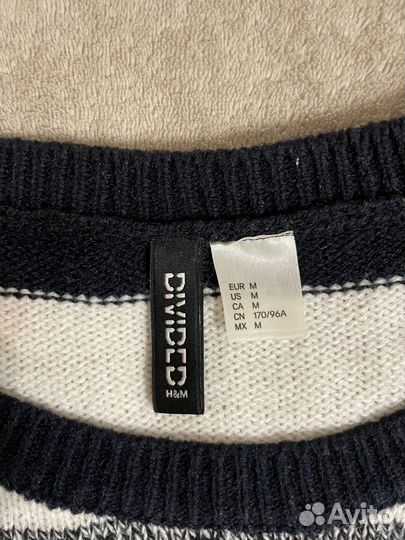 DIVIDED
H&M
EUR M
US M
CA M
CN 170/96A
MX M
Avito